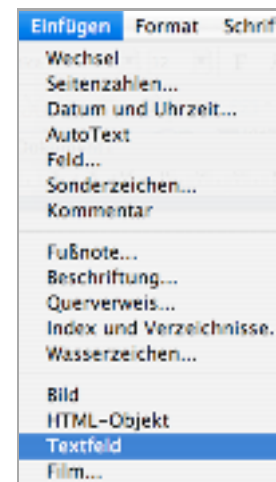 Einfügen Format Schrif
Wechsel
Seitenzahlen...
Datum und Uhrzeit...
AutoText
Feld...
Sonderzeichen...
Kommentar
Fußnote...
Beschriftung...
Querverweis...
Index und Verzeichnisse.
Wasserzeichen...
Bild
HTML-Objekt
Textfeld
Film...